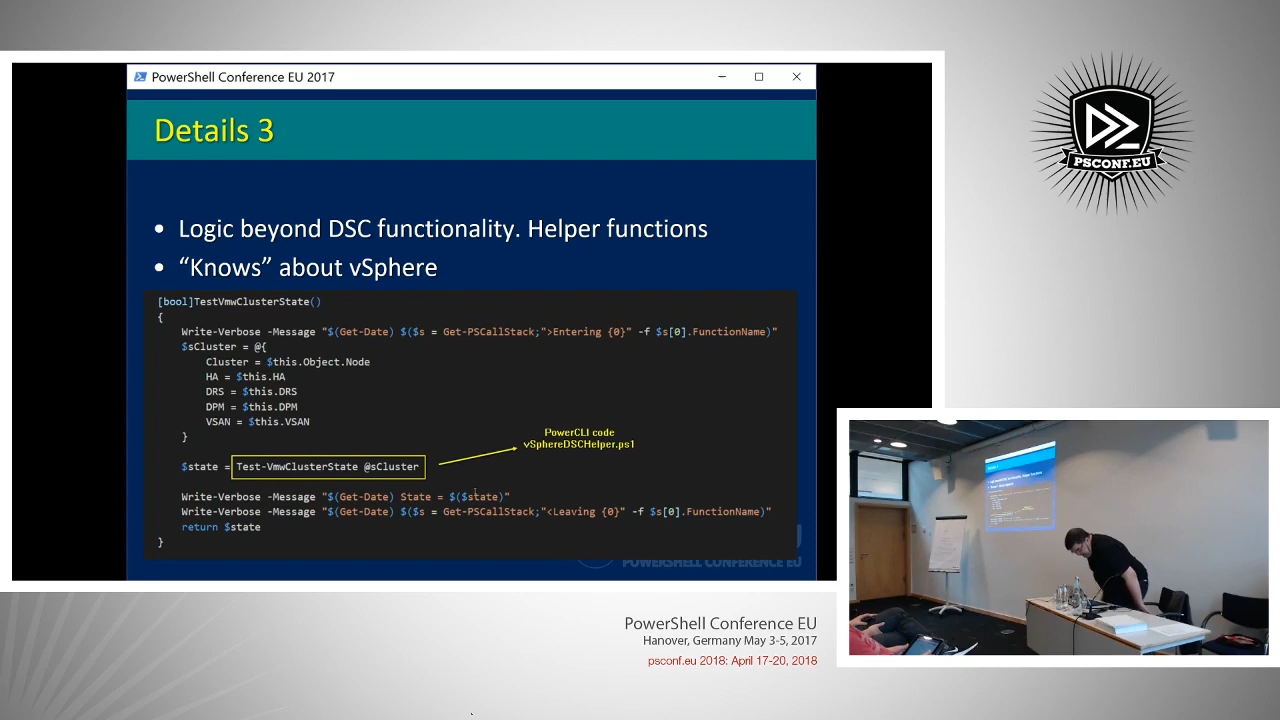 PowerShell Conference EU 2017
Details 3
• Logic beyond DSC functionality. Helper functions
• “Knows” about vSphere
[bool]TestVmwClusterState()
{
Write-Verbose -Message "$(Get-Date) $($s = Get-PSCallStack;">Entering {0}" -f $s[0].FunctionName)"
$sCluster = @{
Cluster = $this.Object.Node
HA = $this.HA
DRS = $this.DRS
DPM = $this.DPM
VSAN = $this.VSAN
}
PowerCLI code
vSphereDSCHelper.ps1
$state = Test-VmwClusterState @sCluster
Write-Verbose -Message "$(Get-Date) State = $($state)"
Write-Verbose -Message "$(Get-Date) $($s = Get-PSCallStack;"<Leaving {0}" -f $s[0].FunctionName)"
return $state
}
POWERSHELL CONFERENCE EU
PSCONF.EU
PowerShell Conference EU
Hanover, Germany May 3-5, 2017
psconf.eu 2018: April 17-20, 2018